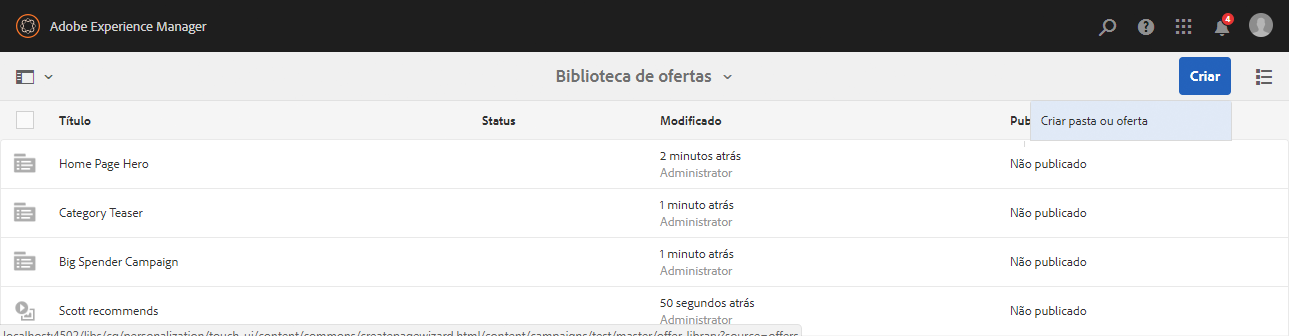 Adobe Experience Manager
4
Biblioteca de ofertas
Criar
Título Status Modificado Pub
Criar pasta ou oferta
Home Page Hero 2 minutos atrás Não publicado
Administrator
Category Teaser 1 minuto atrás Não publicado
Administrator
Big Spender Campaign 1 minuto atrás Não publicado
Administrator
Scott recommends 50 segundos atrás Não publicado
localhost:4502/libs/cq/personalization/touch-ui/content/commons/createpagewizard.html/content/campaigns/test/master/offer-library?source=offers